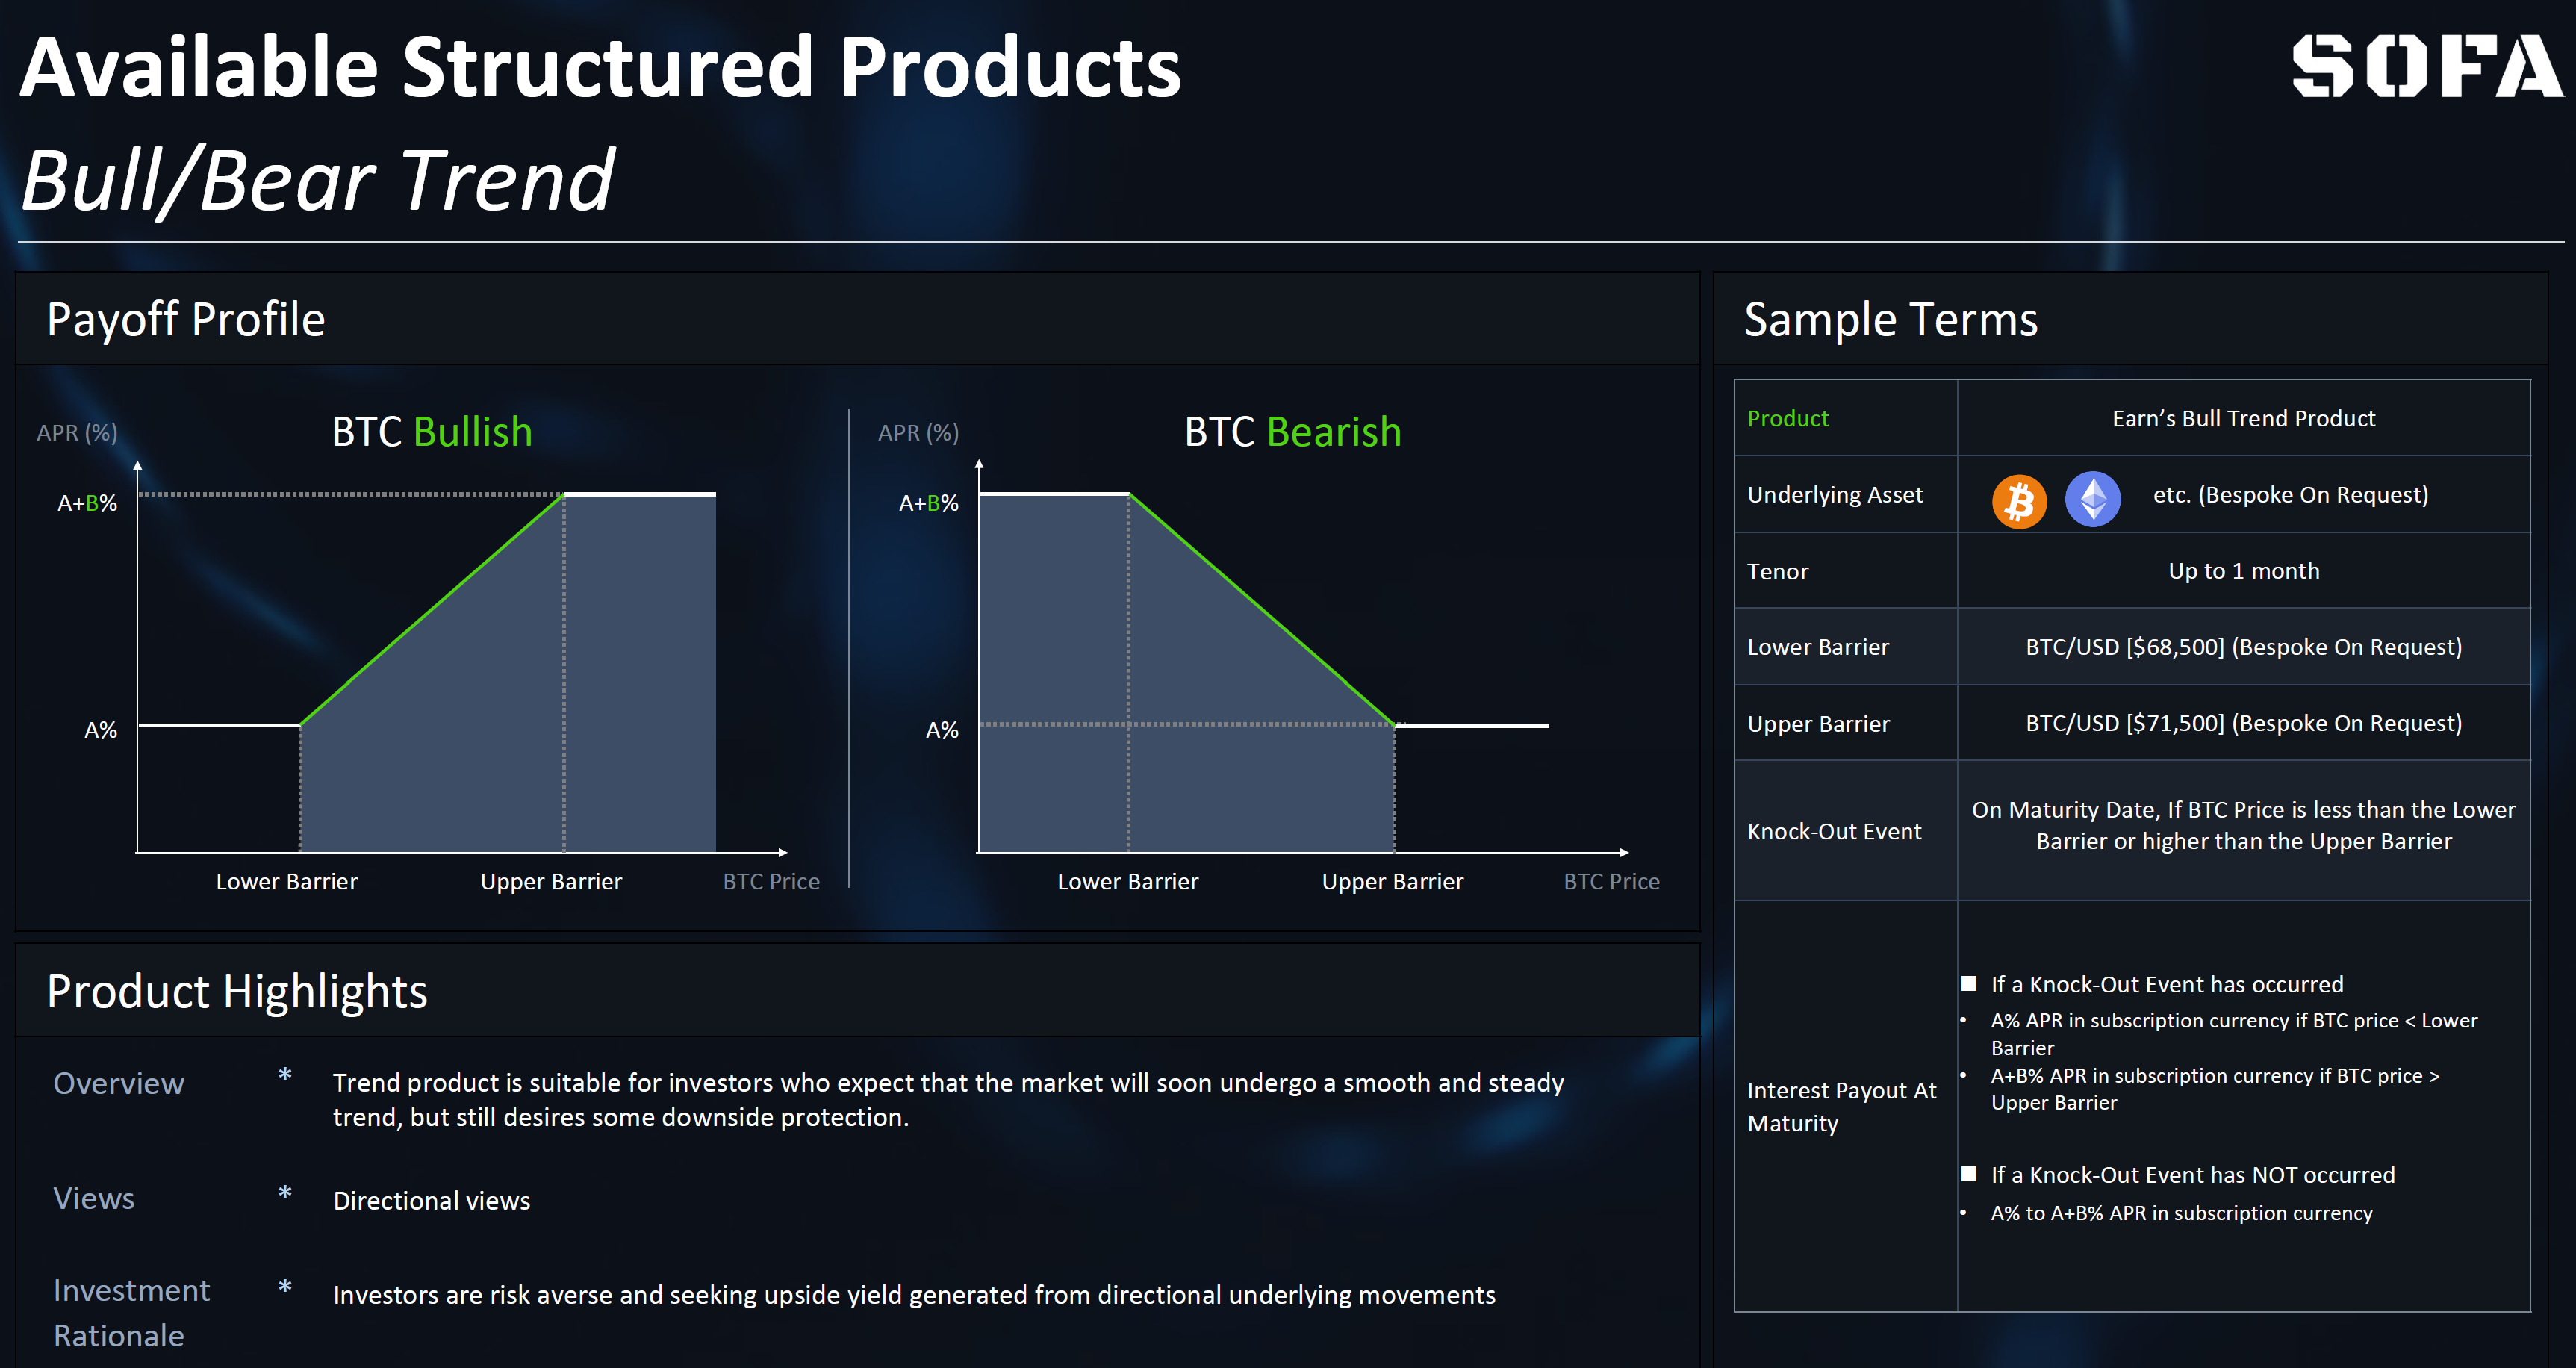 Available Structured Products
SOFA
Bull/Bear Trend
Payoff Profile
APR (%)
BTC Bullish
A+B%
A%
Lower Barrier
Upper Barrier
BTC Price
APR (%)
BTC Bearish
A+B%
A%
Lower Barrier
Upper Barrier
BTC Price
Product Highlights
Overview
* Trend product is suitable for investors who expect that the market will soon undergo a smooth and steady
trend, but still desires some downside protection.
Views
* Directional views
Investment
Rationale
* Investors are risk averse and seeking upside yield generated from directional underlying movements
Sample Terms
Product
Earn’s Bull Trend Product
Underlying Asset
etc. (Bespoke On Request)
Tenor
Up to 1 month
Lower Barrier
BTC/USD [$68,500] (Bespoke On Request)
Upper Barrier
BTC/USD [$71,500] (Bespoke On Request)
Knock-Out Event
On Maturity Date, If BTC Price is less than the Lower
Barrier or higher than the Upper Barrier
Interest Payout At
Maturity
■ If a Knock-Out Event has occurred
• A% APR in subscription currency if BTC price < Lower
Barrier
• A+B% APR in subscription currency if BTC price >
Upper Barrier
■ If a Knock-Out Event has NOT occurred
• A% to A+B% APR in subscription currency